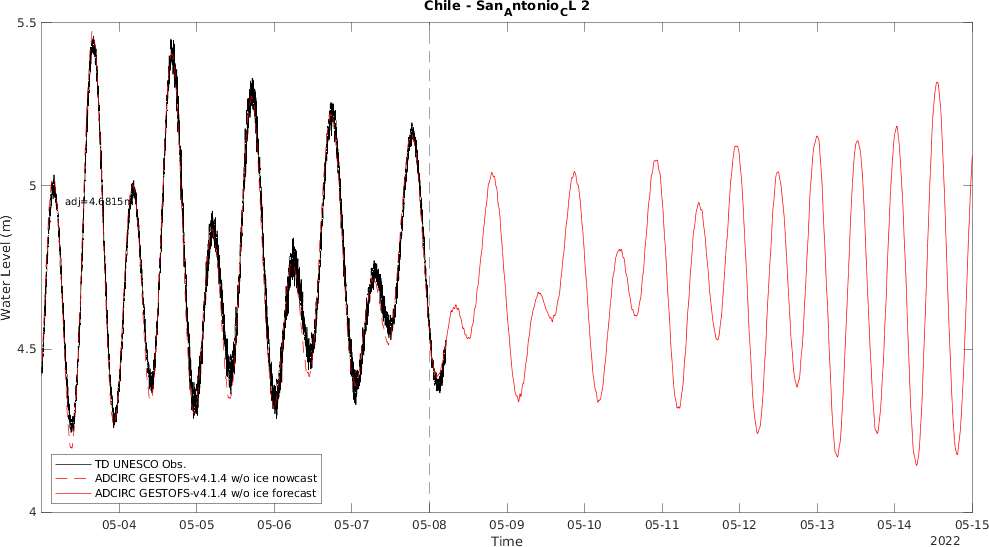 Chile - SanAntonioCL 2
5.5
5
4.5
4
Water Level (m)
adj=4.6815m
TD UNESCO Obs.
ADCIRC GESTOFS-v4.1.4 w/o ice nowcast
ADCIRC GESTOFS-v4.1.4 w/o ice forecast
05-04 05-05 05-06 05-07 05-08 05-09 05-10 05-11 05-12 05-13 05-14 05-15
Time
2022